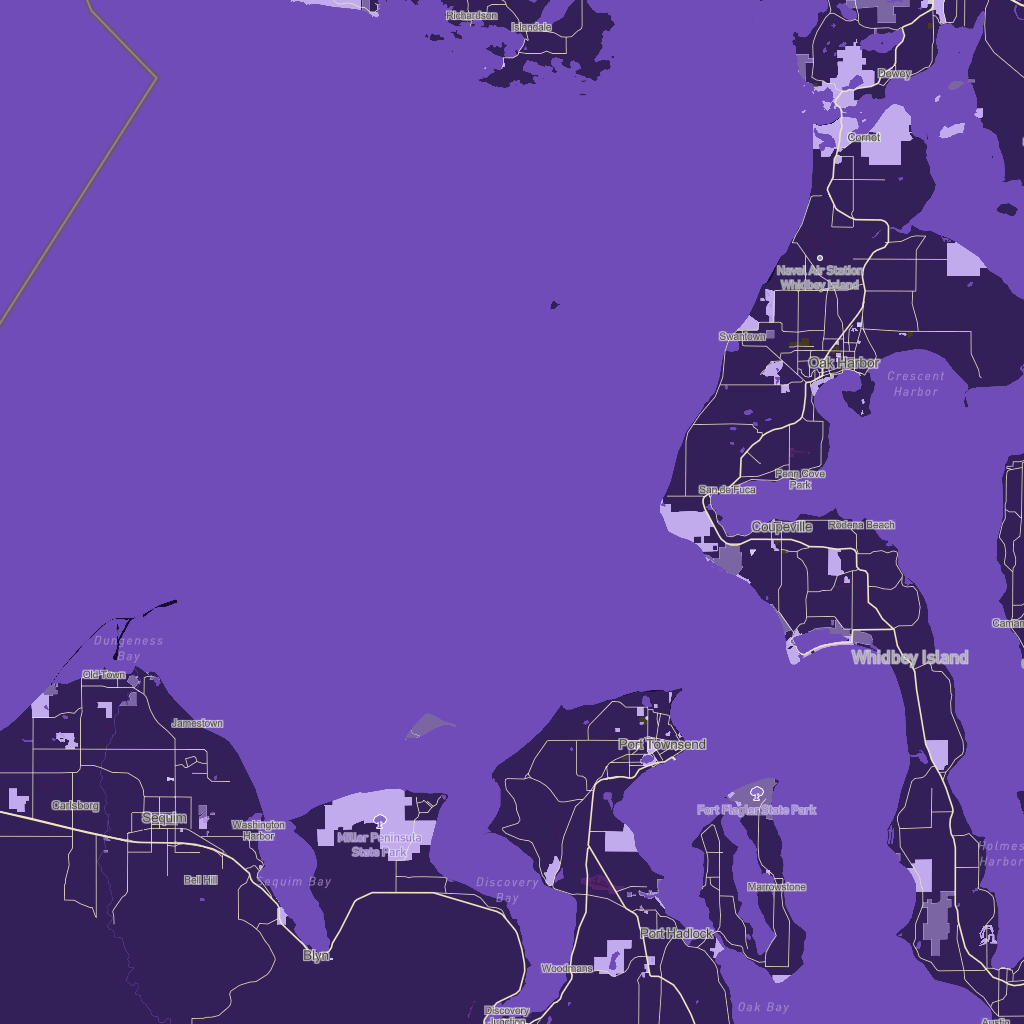 Richardson
Islandale
Dewey
Cornet
Naval Air Station
Whidbey Island
Swantown
Oak Harbor
Crescent
Harbor
Penn Cove
Park
San de Fuca
Coupeville
Rodena Beach
Whidbey Island
Dungeness
Bay
Old Town
Jamestown
Port Townsend
Carlsborg
Sequim
Washington
Harbor
Miller Peninsula
State Park
Fort Flagler State Park
Holmes
Harbor
Bell Hill
Sequim Bay
Discovery
Bay
Marrowstone
Port Hadlock
Blyn
Woodmans
Discovery
Junction
Oak Bay